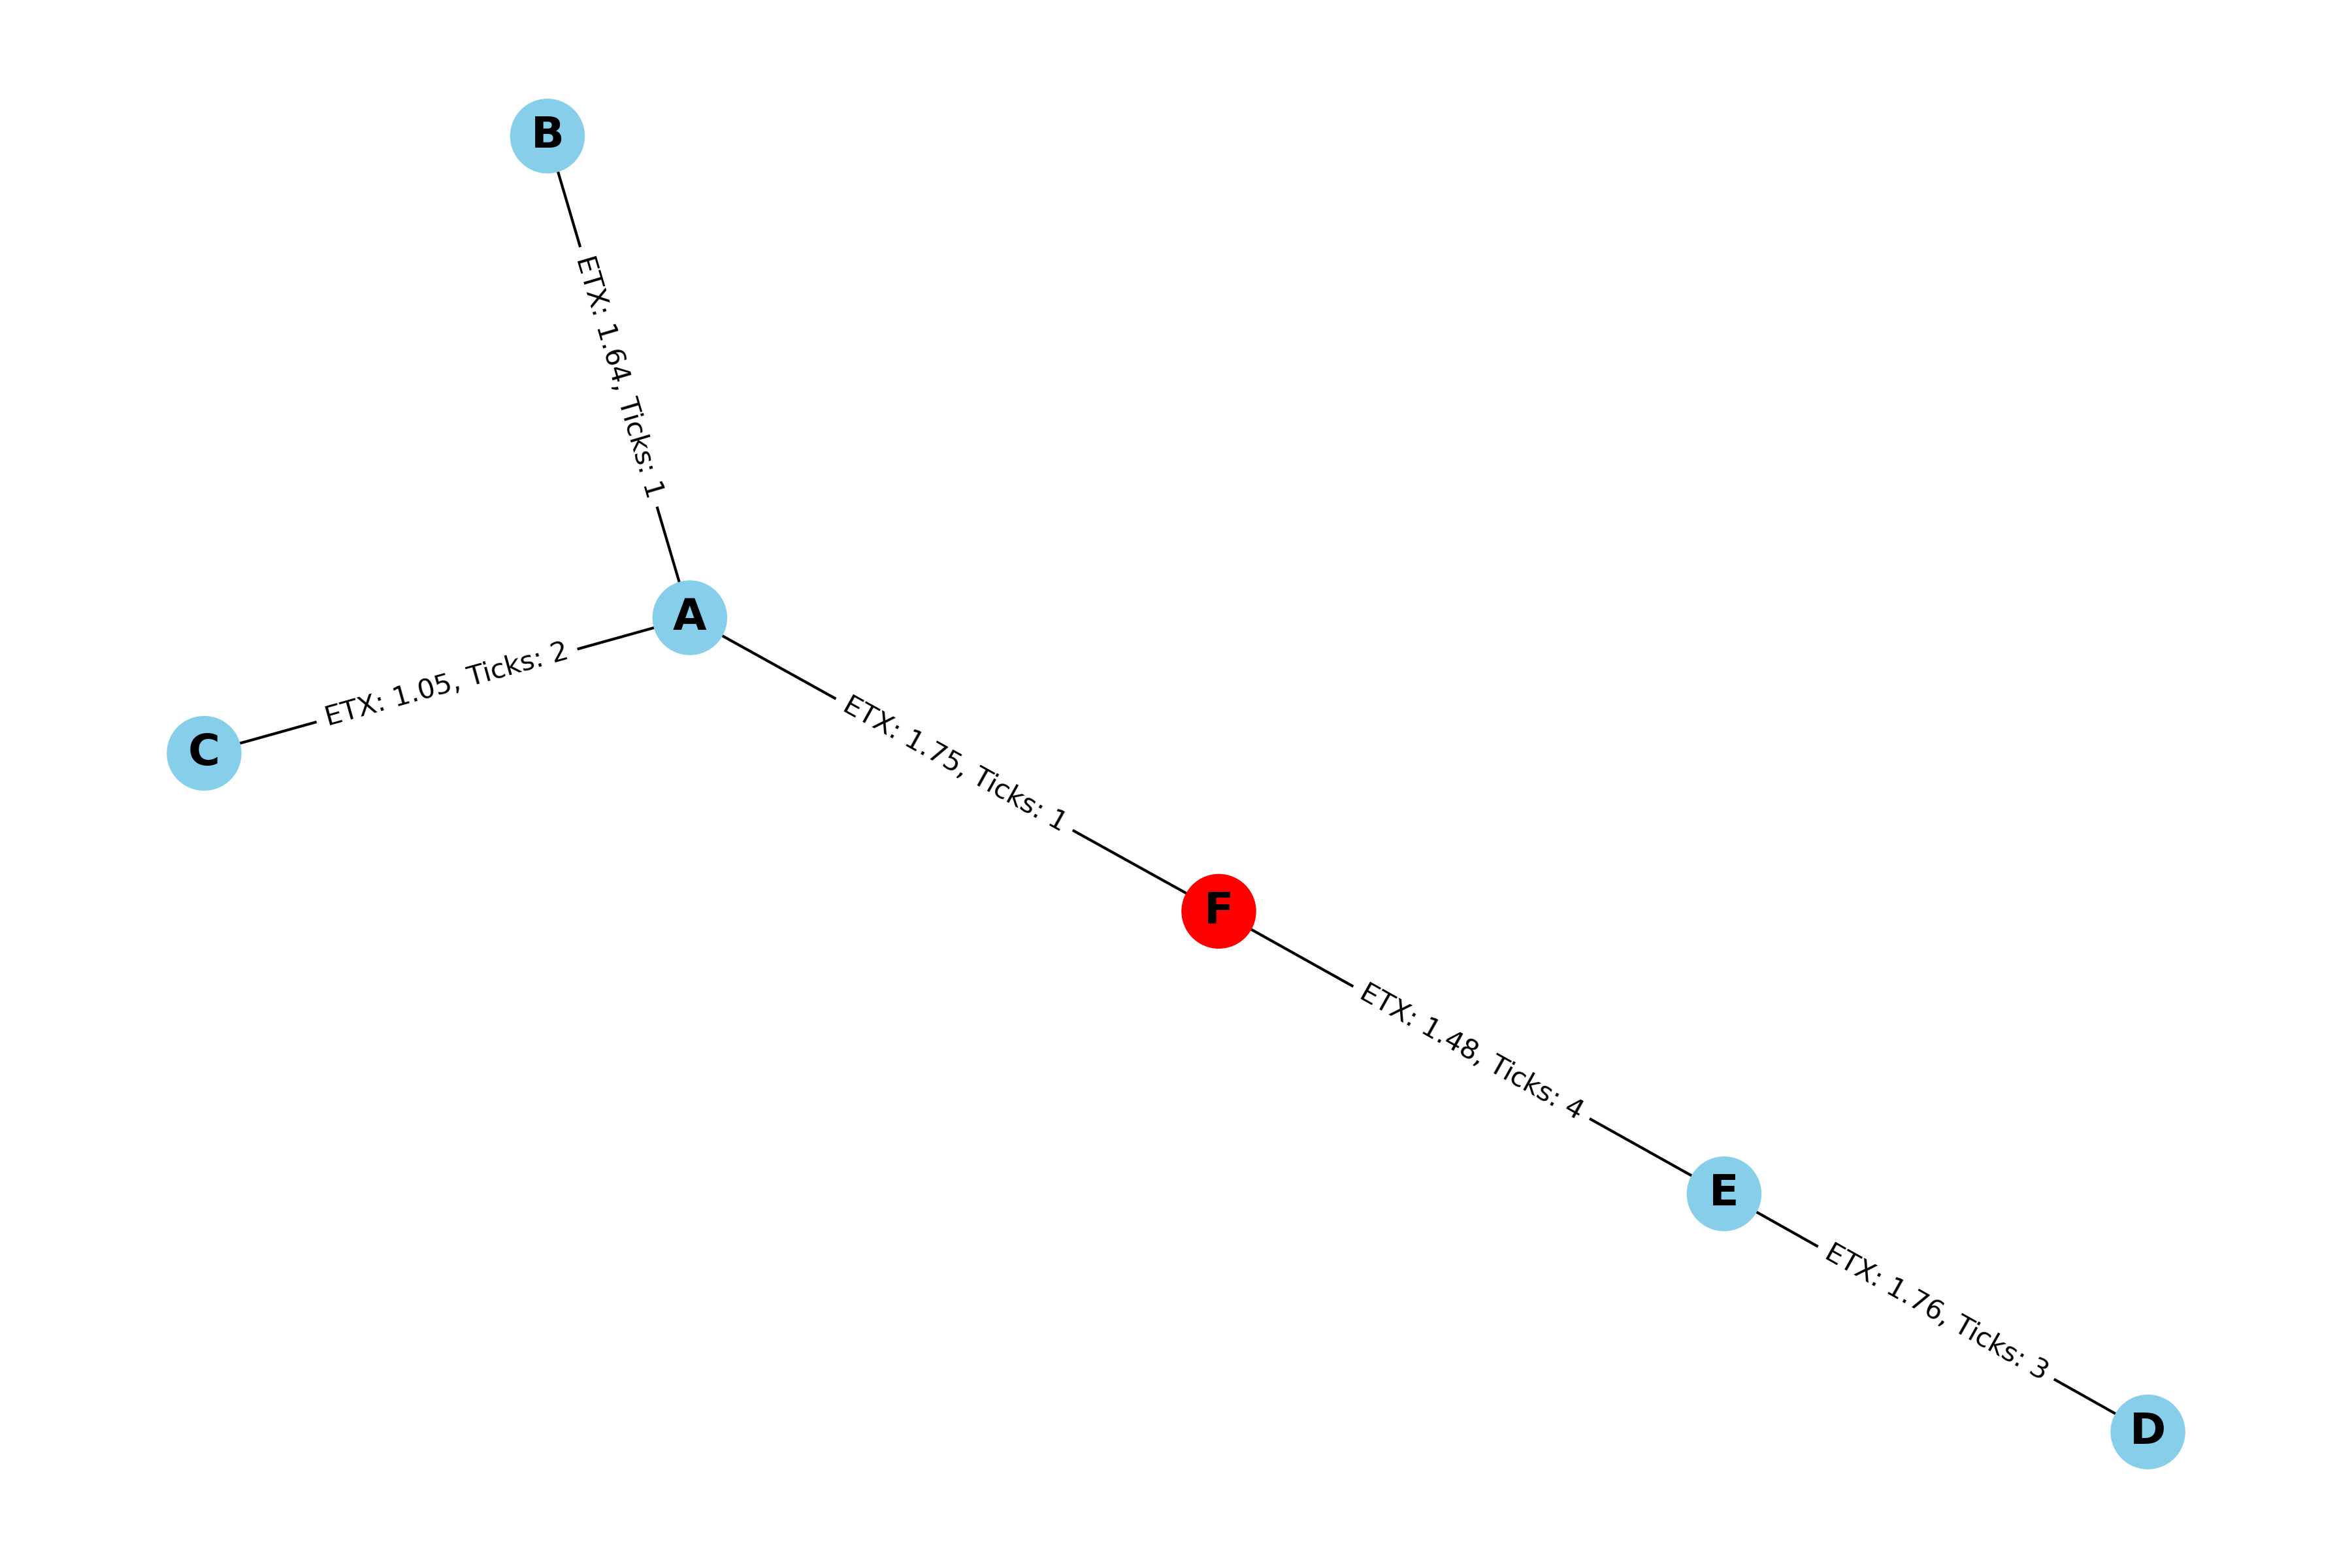 B
ETX: 1.64, Ticks: 1
A
ETX: 1.05, Ticks: 2
C
ETX: 1.75, Ticks: 1
F
ETX: 1.48, Ticks: 4
E
ETX: 1.76, Ticks: 3
D